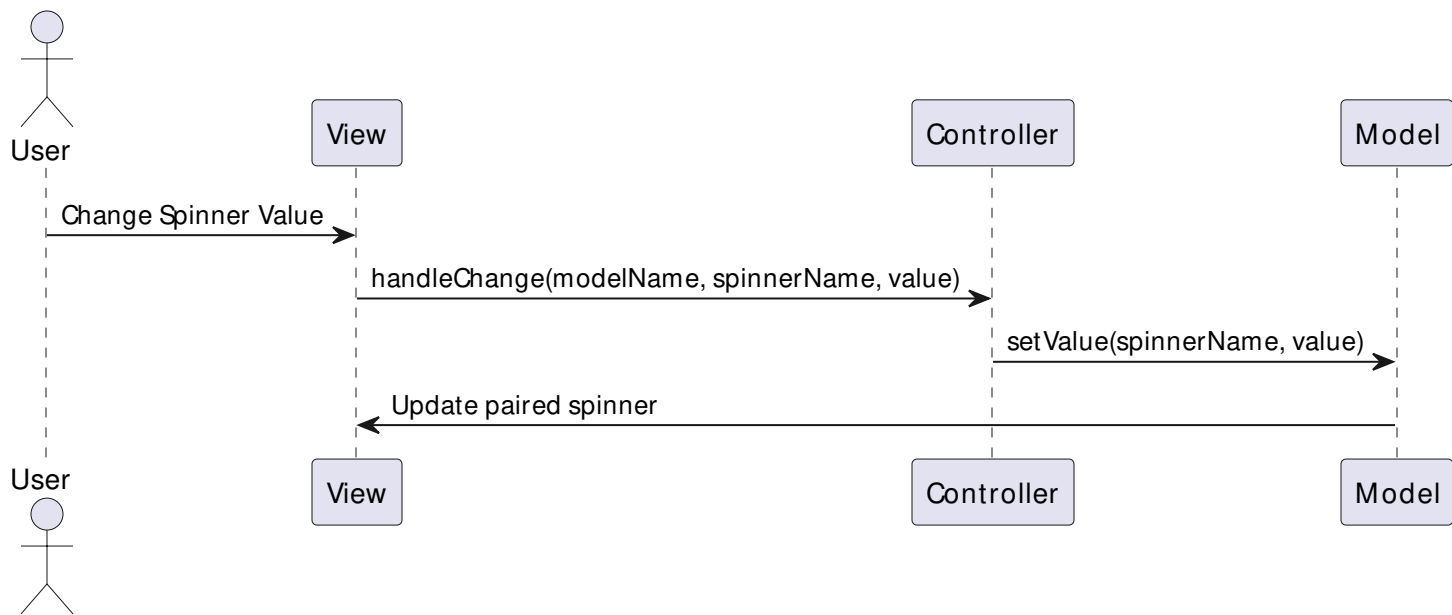 User
View
Controller
Model
Change Spinner Value
handleChange(modelName, spinnerName, value)
setValue(spinnerName, value)
Update paired spinner
User
View
Controller
Model